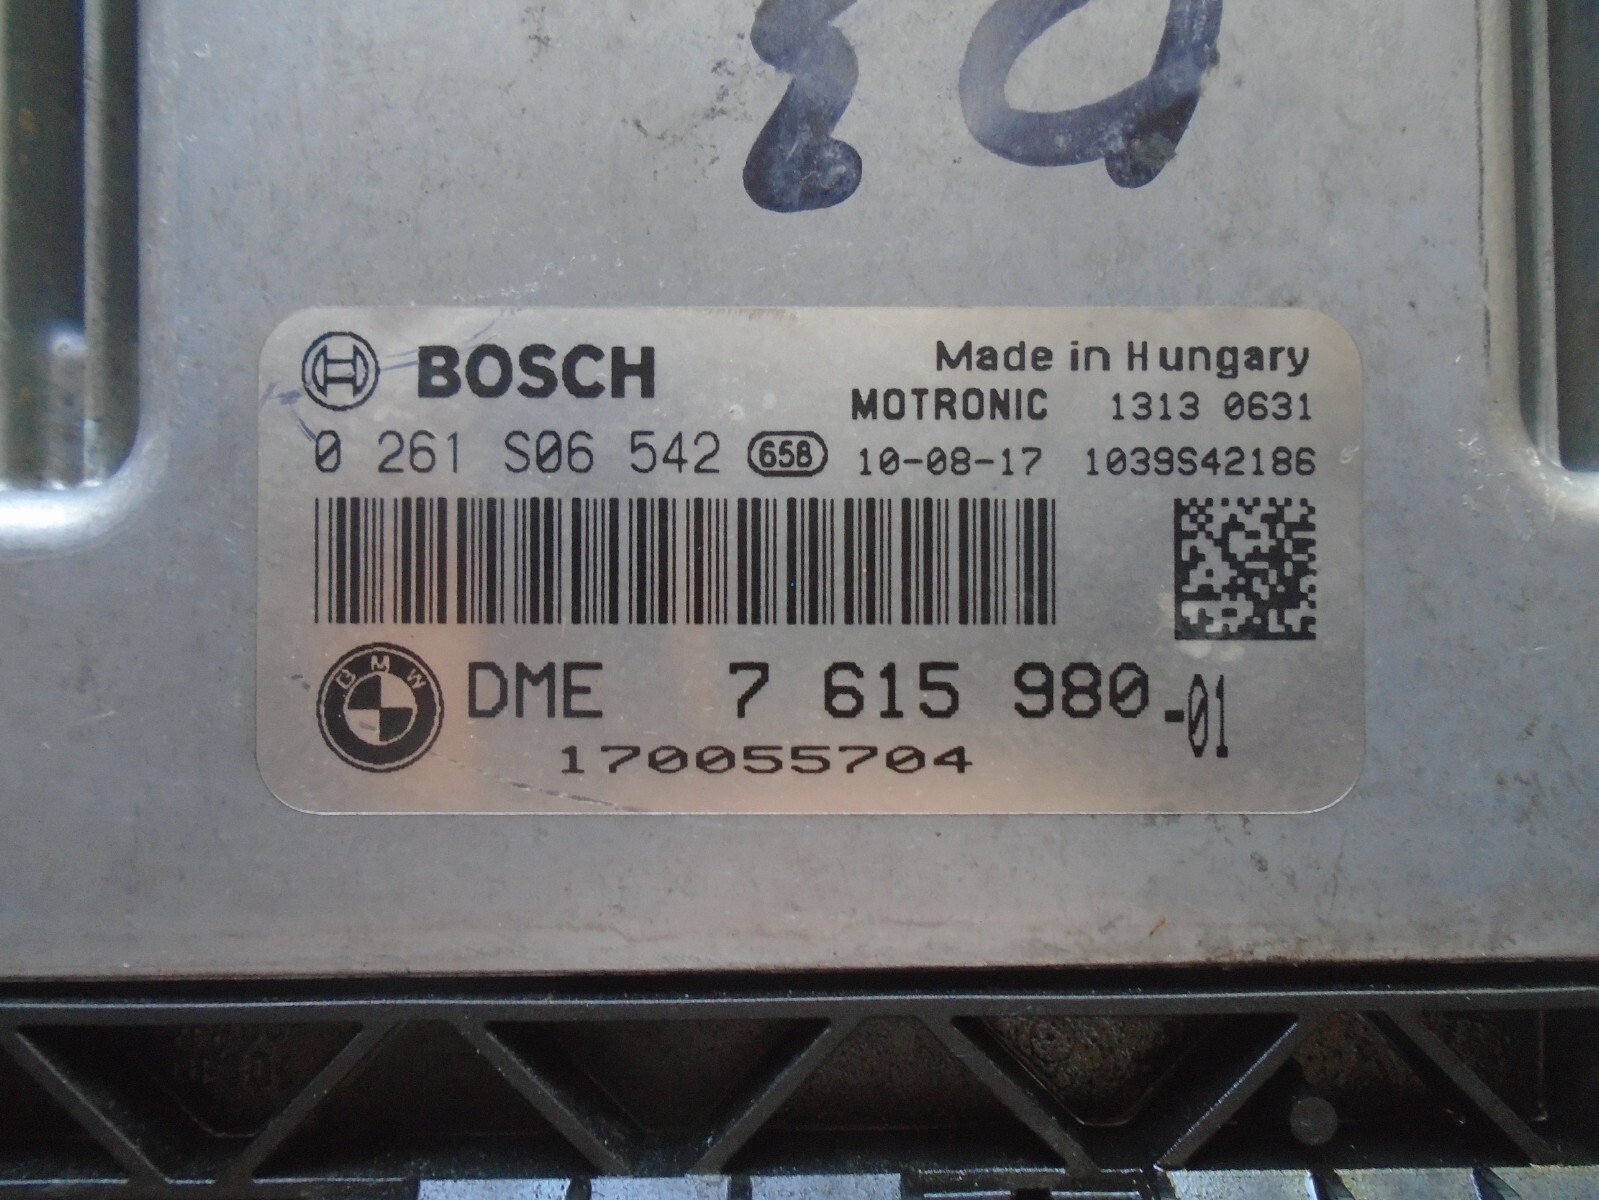 BOSCH
Made in Hungary
MOTRONIC 1313 0631
0 261 S06 542 658 10-08-17 1039S42186
BMW
DME 7 615 980-01
170055704